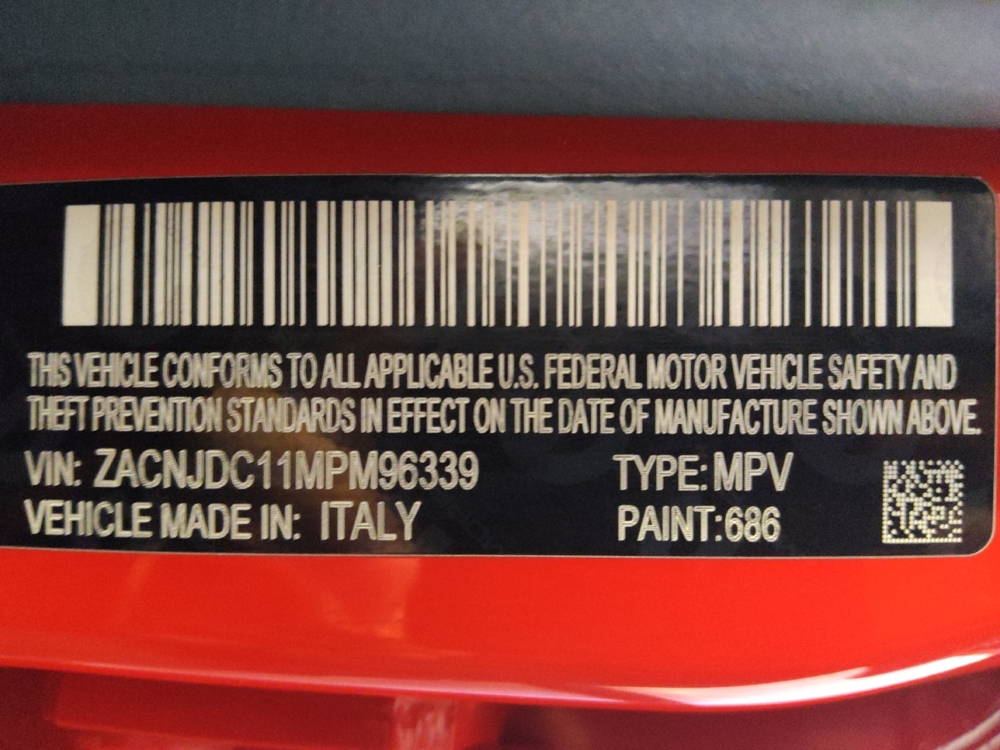 THIS VEHICLE CONFORMS TO ALL APPLICABLE U.S. FEDERAL MOTOR VEHICLE SAFETY AND
THEFT PREVENTION STANDARDS IN EFFECT ON THE DATE OF MANUFACTURE SHOWN ABOVE.
VIN: ZACNJDC11MPM96339 TYPE: MPV
VEHICLE MADE IN: ITALY PAINT: 686